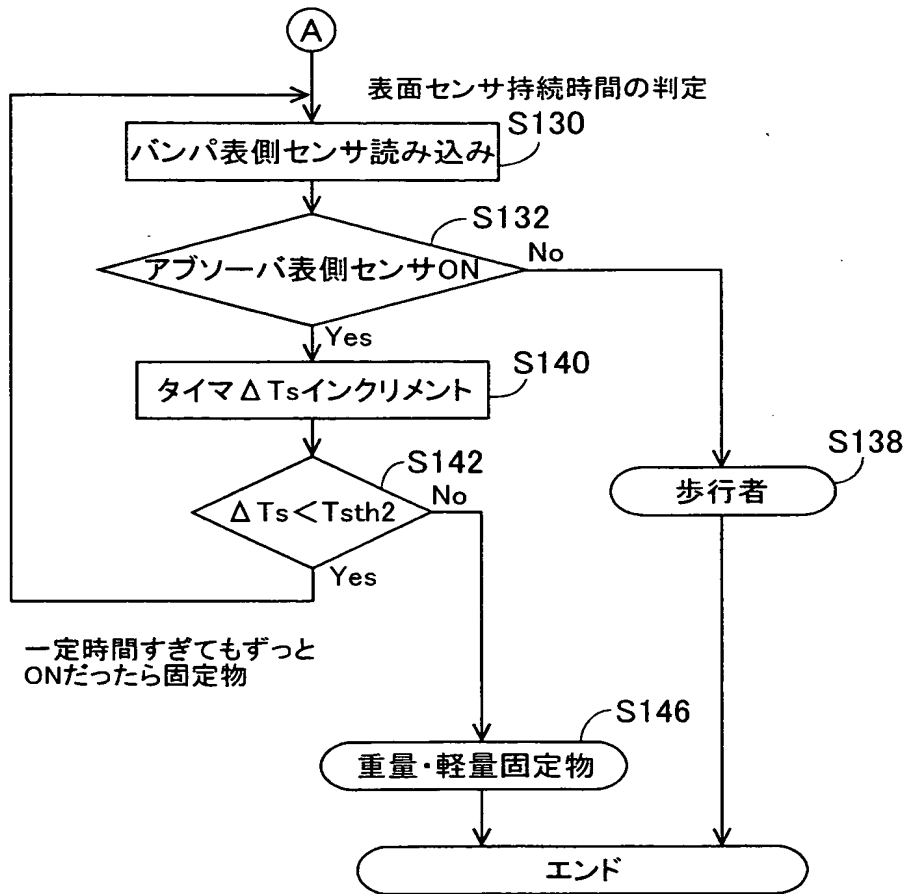 A
表面センサ持続時間の判定
S130
バンパ表側センサ読み込み
S132
アブソーバ表側センサON
No
Yes
S140
タイマΔTsインクリメント
S142
ΔTs<Tsth2
No
Yes
S138
歩行者
一定時間すぎてもずっと
ONだったら固定物
S146
重量・軽量固定物
エンド